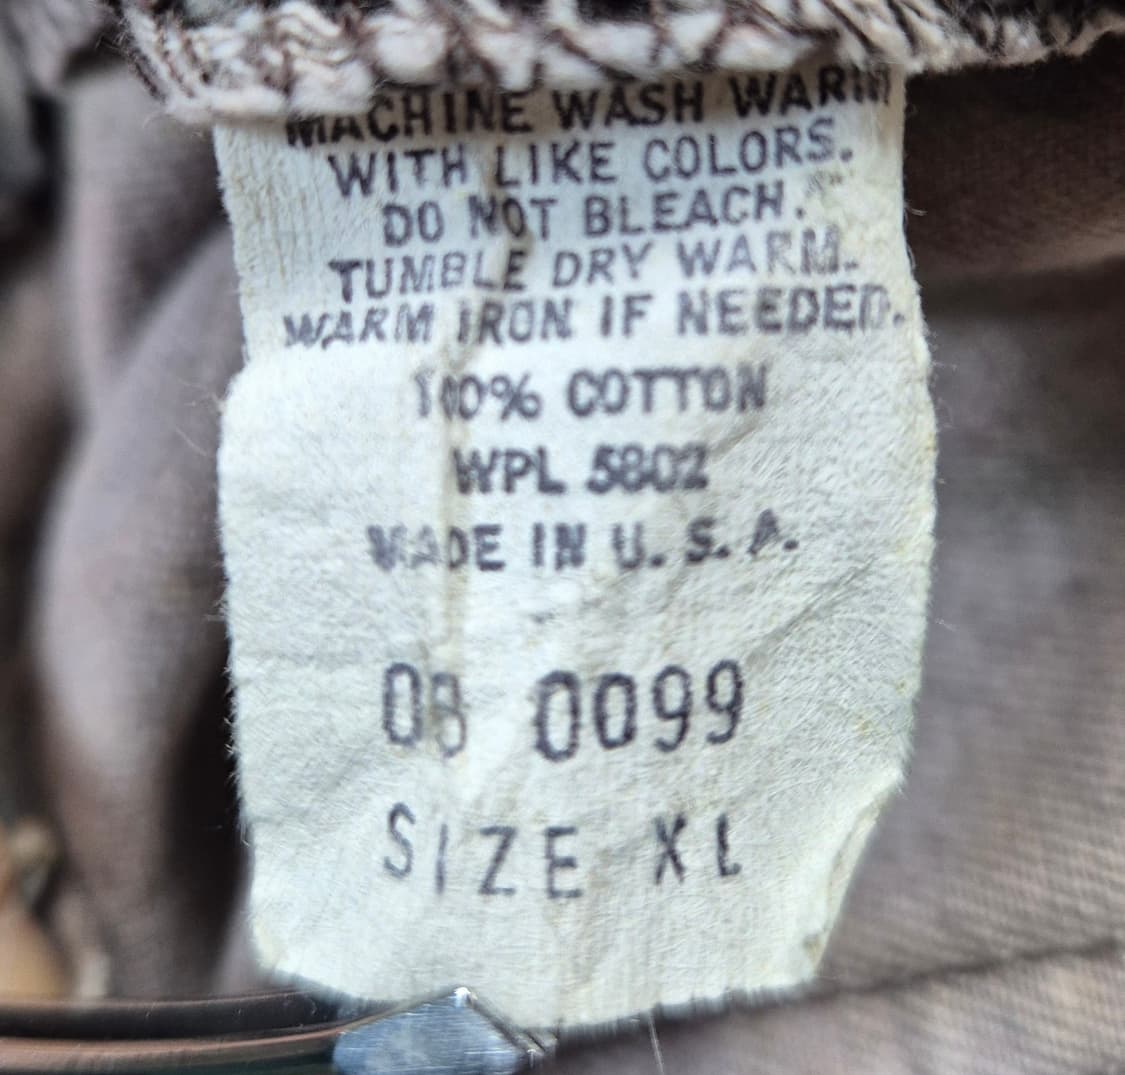 MACHINE WASH WARM
WITH LIKE COLORS.
DO NOT BLEACH.
TUMBLE DRY WARM.
WARM IRON IF NEEDED.
100% COTTON
WPL 5802
MADE IN U. S. A.
08 0099
SIZE XL